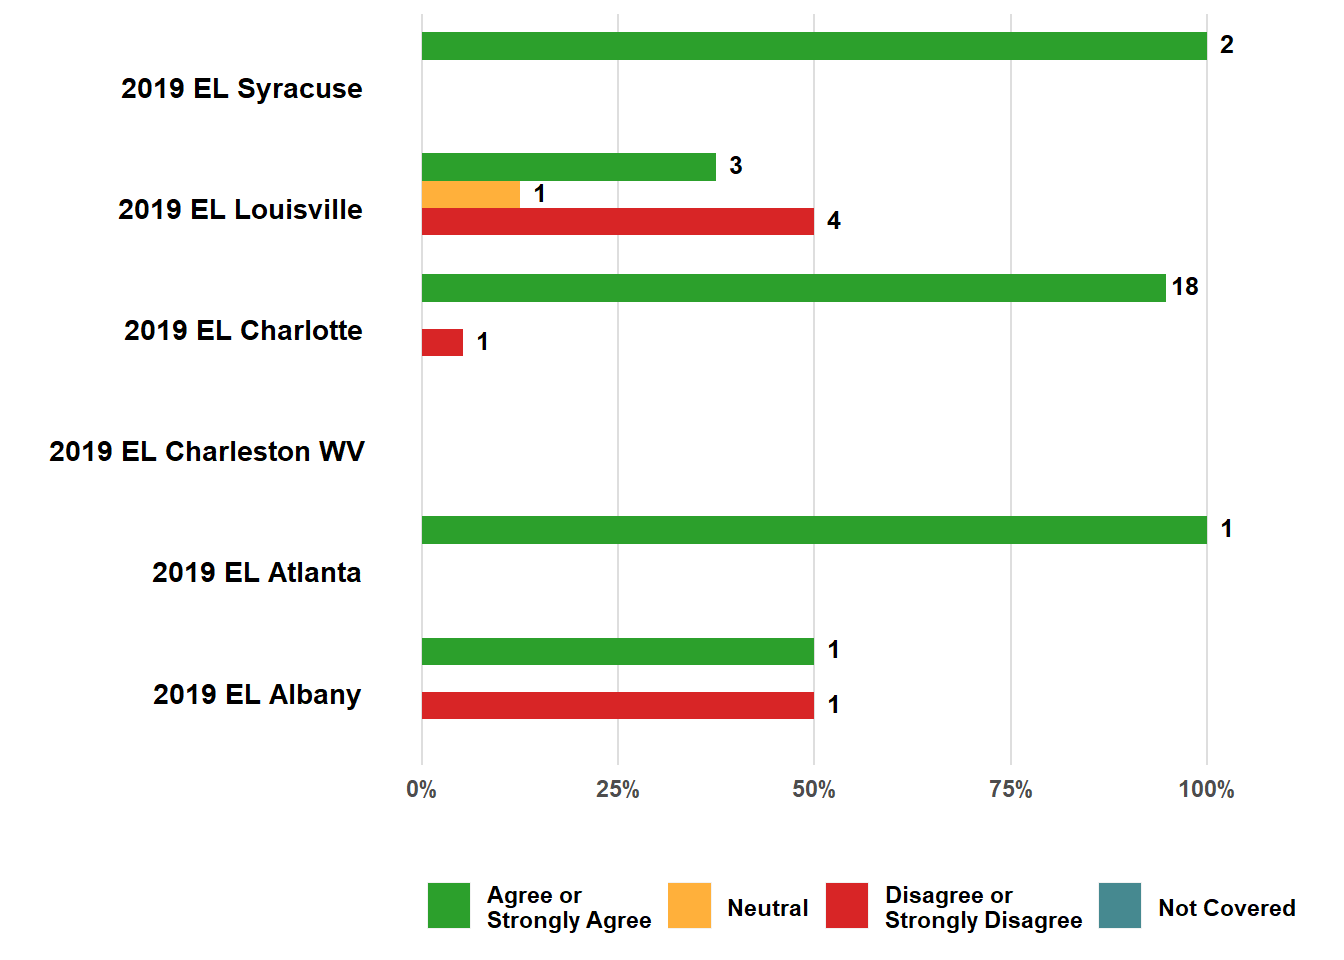 2
2019 EL Syracuse
3
1
2019 EL Louisville
4
18
2019 EL Charlotte
1
2019 EL Charleston WV
1
2019 EL Atlanta
1
2019 EL Albany
1
0% 25% 50% 75% 100%
Agree or
Strongly Agree
Neutral
Disagree or
Strongly Disagree
Not Covered